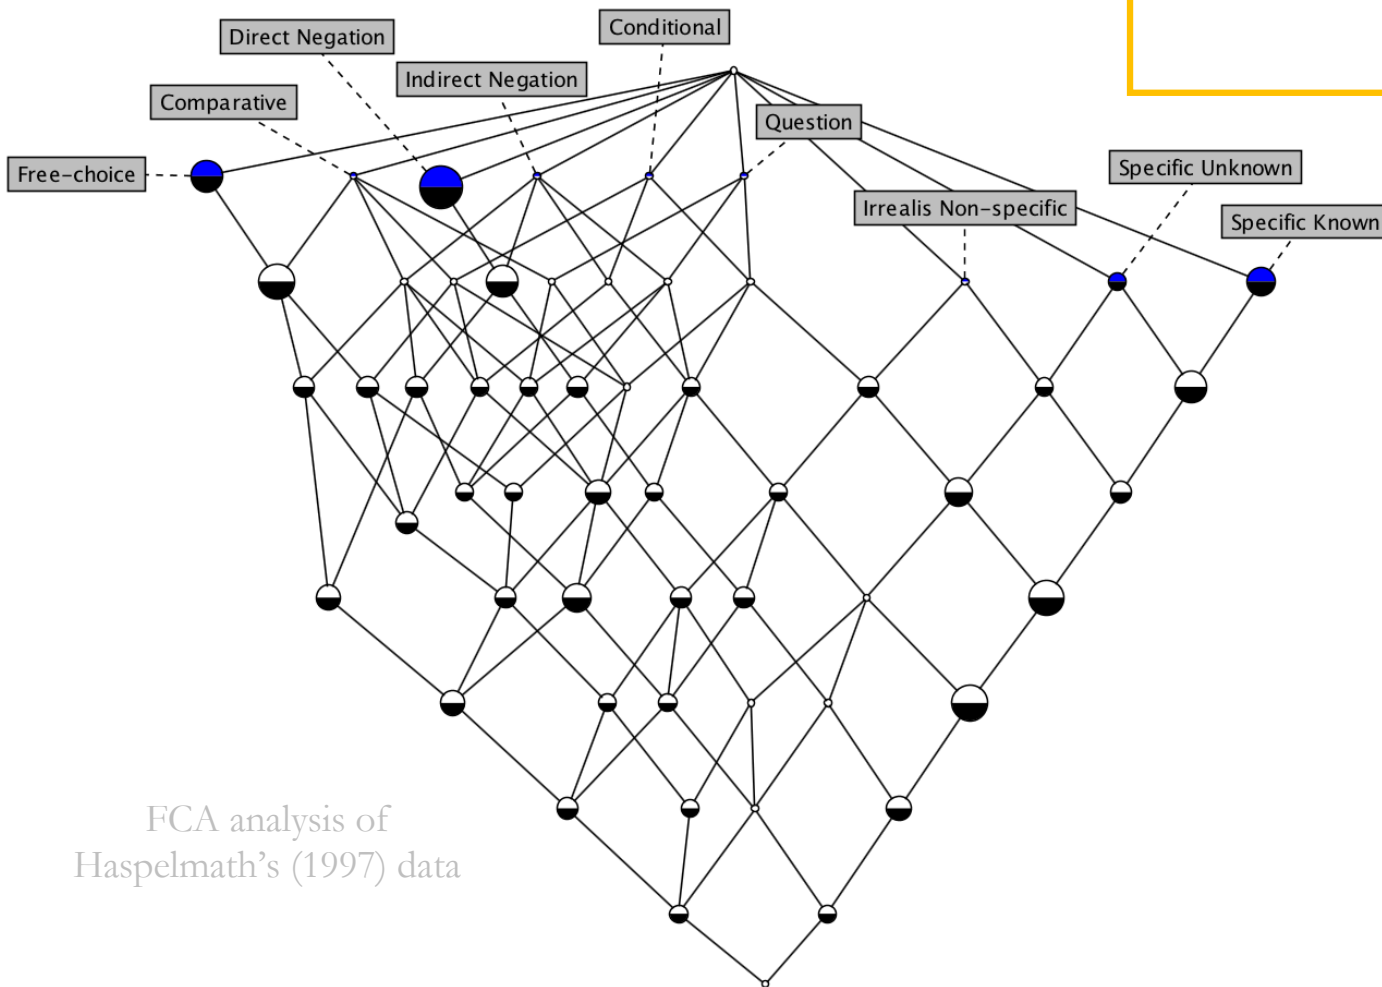 Conditional
Direct Negation
Indirect Negation
Comparative
Question
Free-choice
Specific Unknown
Irrealis Non-specific
Specific Known
FCA analysis of
Haspelmath's (1997) data